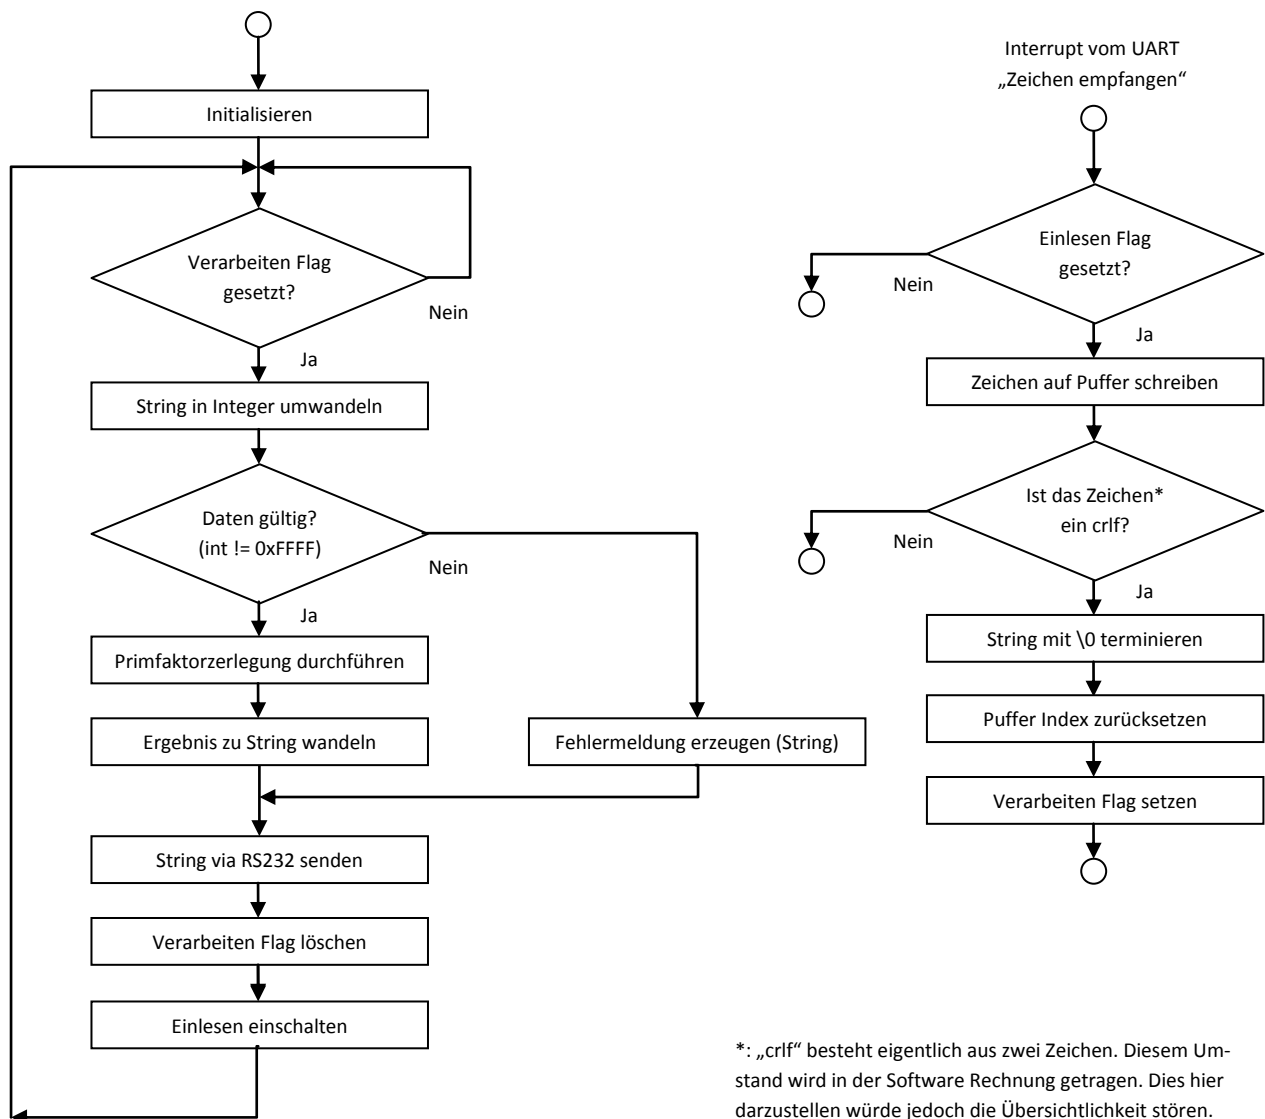 Initialisieren
Verarbeiten Flag
gesetzt?
Nein
Ja
String in Integer umwandeln
Daten gültig?
(int != 0xFFFF)
Nein
Ja
Primfaktorzerlegung durchführen
Ergebnis zu String wandeln
Fehlermeldung erzeugen (String)
String via RS232 senden
Verarbeiten Flag löschen
Einlesen einschalten
Interrupt vom UART
„Zeichen empfangen“
Einlesen Flag
gesetzt?
Nein
Ja
Zeichen auf Puffer schreiben
Ist das Zeichen*
ein crlf?
Nein
Ja
String mit \0 terminieren
Puffer Index zurücksetzen
Verarbeiten Flag setzen
*: „crlf“ besteht eigentlich aus zwei Zeichen. Diesem Um-
stand wird in der Software Rechnung getragen. Dies hier
darzustellen würde jedoch die Übersichtlichkeit stören.